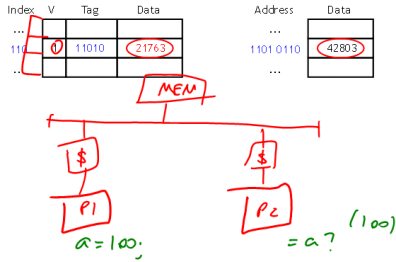 Index V Tag Data Address Data
... ...
110 1 11010 21763 1101 0110 42803
... ...
MEM
$ $
P1 P2
a=100; =a? (100)